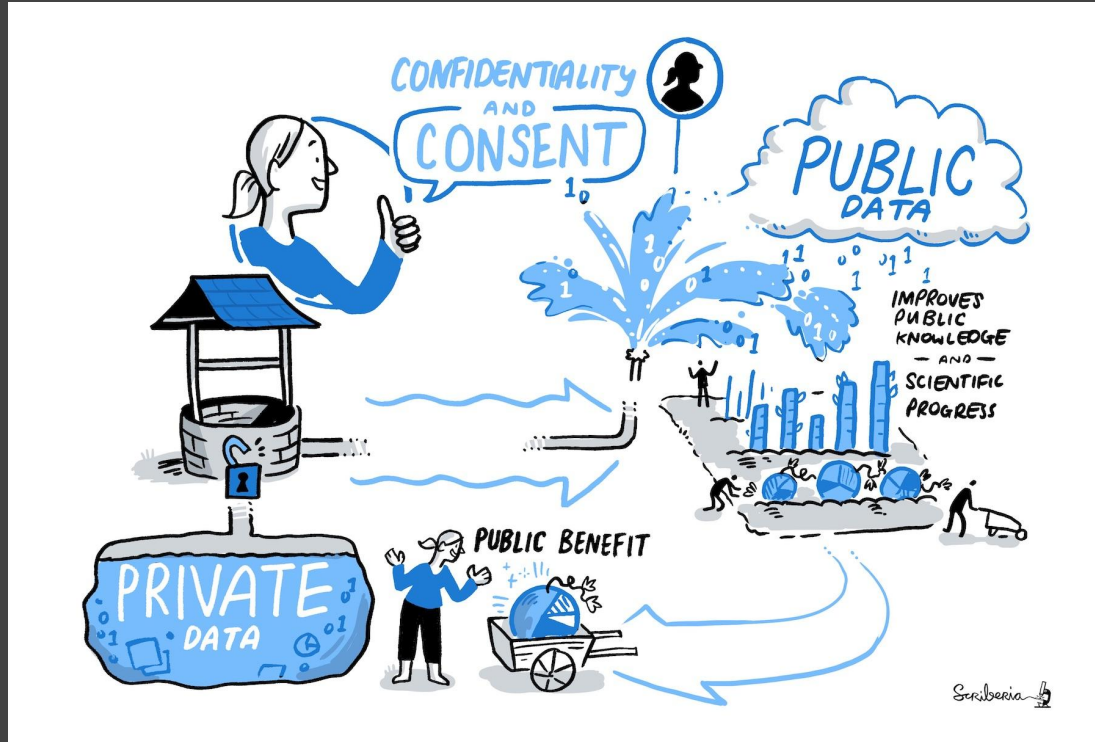 CONFIDENTIALITY
AND
CONSENT
PUBLIC
DATA
IMPROVES
PUBLIC
KNOWLEDGE
— AND —
SCIENTIFIC
PROGRESS
PRIVATE
DATA
PUBLIC BENEFIT
Scriberia